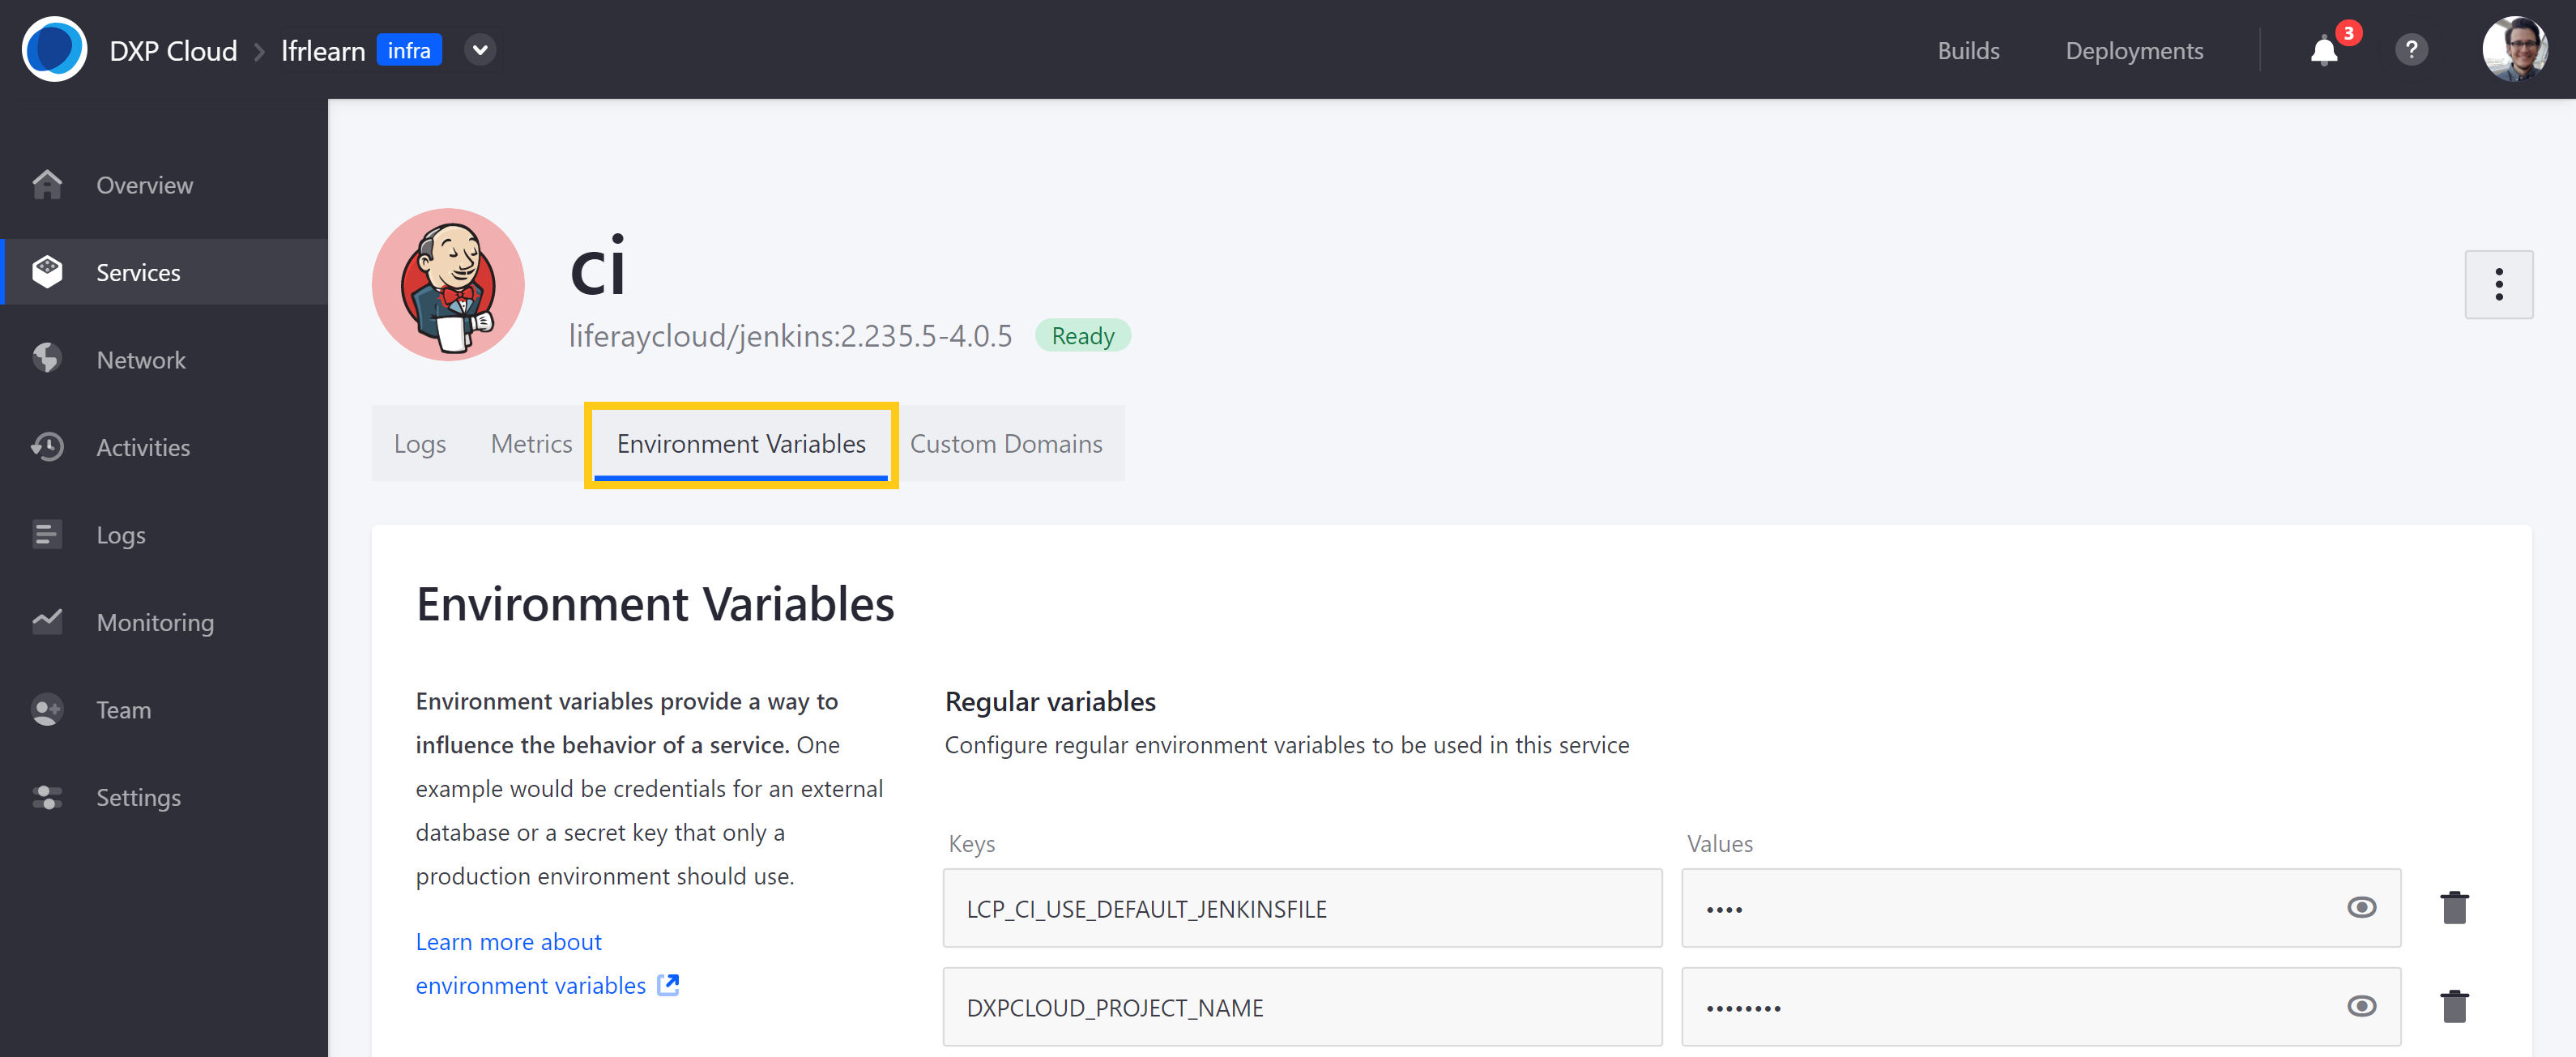 DXP Cloud > lfrlearn infra
Builds
Deployments
3
?
Overview
Services
Network
Activities
Logs
Monitoring
Team
Settings
ci
liferaycloud/jenkins:2.235.5-4.0.5 Ready
Logs Metrics Environment Variables Custom Domains
Environment Variables
Environment variables provide a way to
influence the behavior of a service. One
example would be credentials for an external
database or a secret key that only a
production environment should use.
Learn more about
environment variables
Regular variables
Configure regular environment variables to be used in this service
Keys Values
LCP_CI_USE_DEFAULT_JENKINSFILE ••••
DXPCLOUD_PROJECT_NAME ••••••••